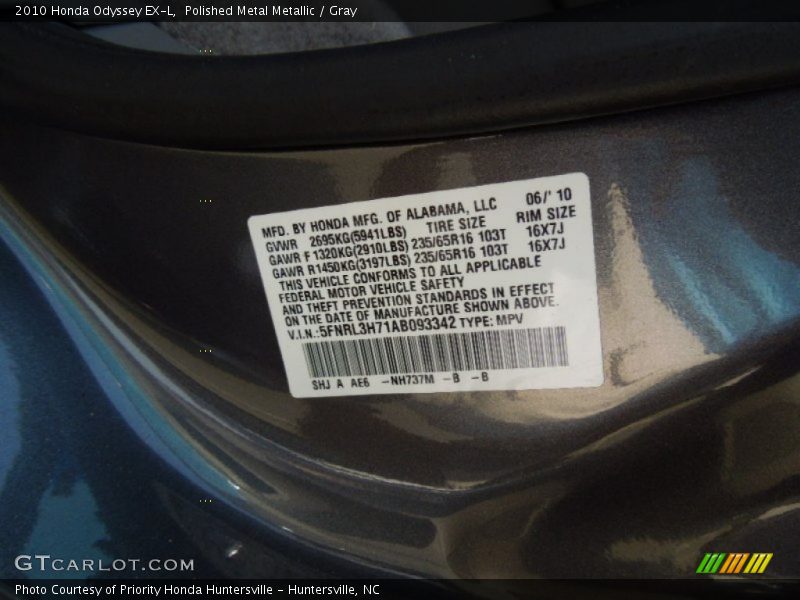 2010 Honda Odyssey EX-L, Polished Metal Metallic / Gray
MFD. BY HONDA MFG. OF ALABAMA, LLC 06/' 10
GVWR 2695KG(5941LBS) TIRE SIZE RIM SIZE
GAWR F 1320KG(2910LBS) 235/65R16 103T 16X7J
GAWR R1450KG(3197LBS) 235/65R16 103T 16X7J
THIS VEHICLE CONFORMS TO ALL APPLICABLE
FEDERAL MOTOR VEHICLE SAFETY
AND THEFT PREVENTION STANDARDS IN EFFECT
ON THE DATE OF MANUFACTURE SHOWN ABOVE.
V.I.N.:5FNRL3H71AB093342 TYPE: MPV
SHJ A AE6 -NH737M -B -B
GTCARLOT.COM
Photo Courtesy of Priority Honda Huntersville - Huntersville, NC